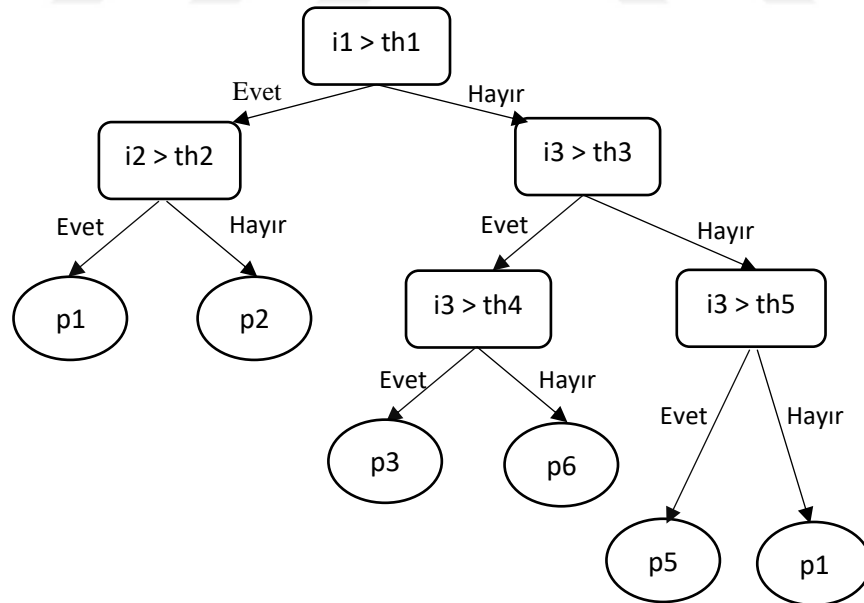 i1 > th1
Evet
Hayır
i2 > th2
i3 > th3
Evet
Hayır
Evet
Hayır
p1
p2
i3 > th4
i3 > th5
Evet
Hayır
Evet
Hayır
p3
p6
p5
p1